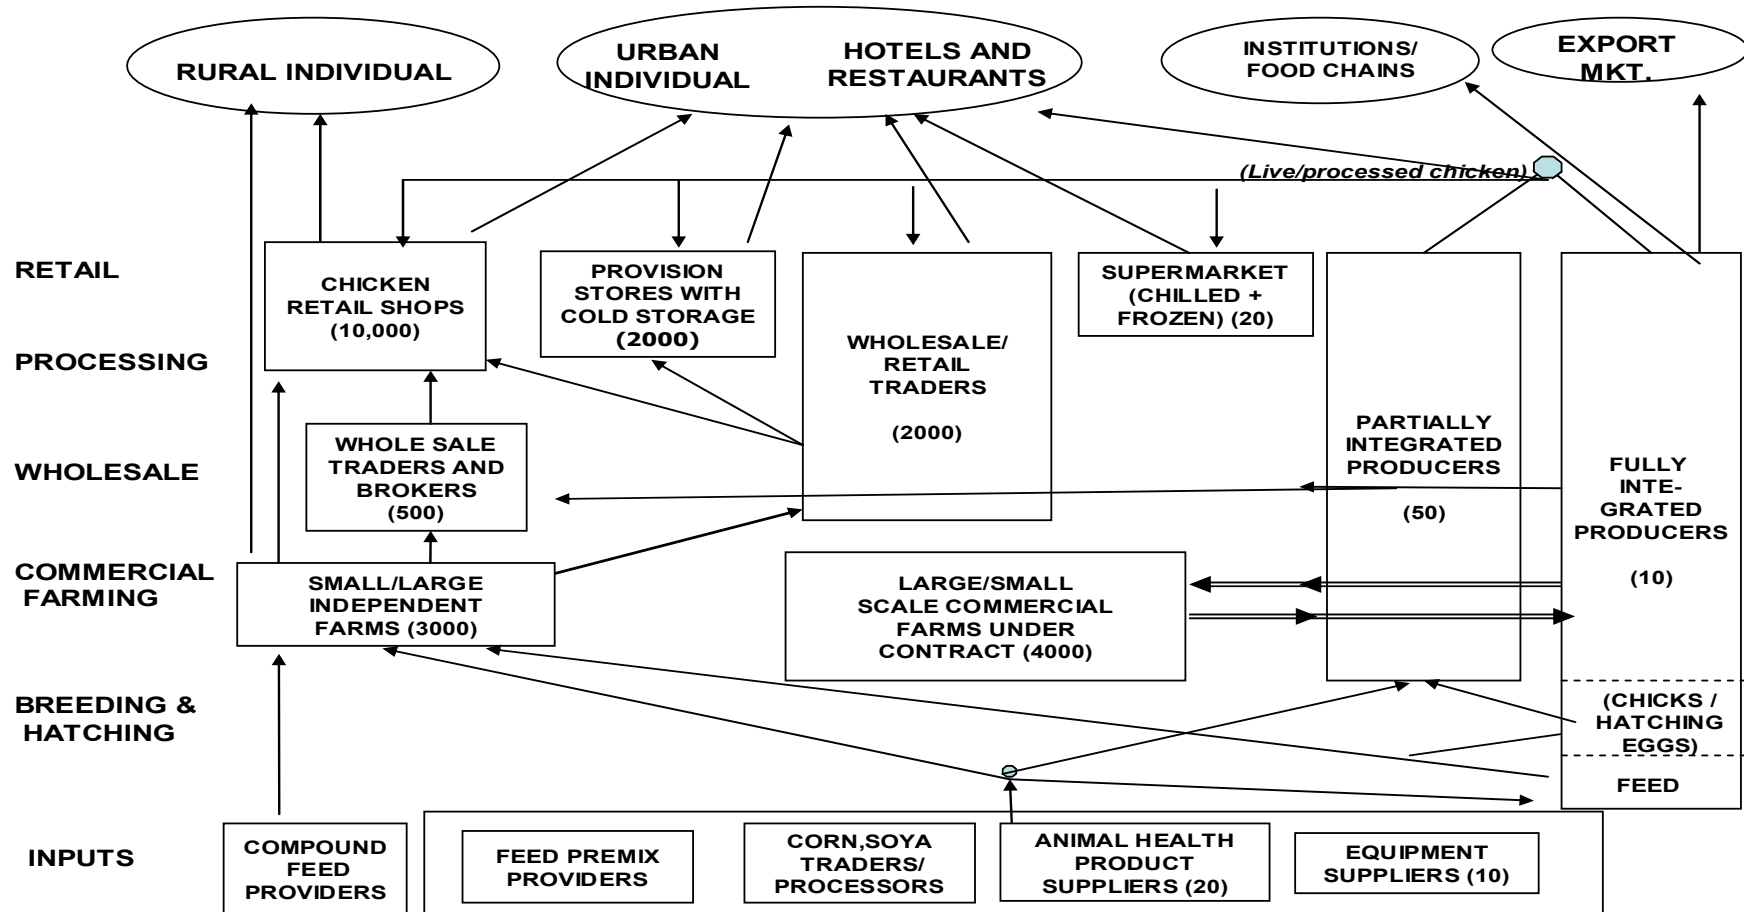 RURAL INDIVIDUAL
URBAN
INDIVIDUAL
HOTELS AND
RESTAURANTS
INSTITUTIONS/
FOOD CHAINS
EXPORT
MKT.
(Live/processed chicken)
RETAIL
CHICKEN
RETAIL SHOPS
(10,000)
PROVISION
STORES WITH
COLD STORAGE
(2000)
WHOLESALE/
RETAIL
TRADERS
(2000)
SUPERMARKET
(CHILLED +
FROZEN) (20)
PARTIALLY
INTEGRATED
PRODUCERS
(50)
FULLY
INTE-
GRATED
PRODUCERS
(10)
PROCESSING
WHOLESALE
WHOLE SALE
TRADERS AND
BROKERS
(500)
COMMERCIAL
FARMING
SMALL/LARGE
INDEPENDENT
FARMS (3000)
LARGE/SMALL
SCALE COMMERCIAL
FARMS UNDER
CONTRACT (4000)
BREEDING &
HATCHING
(CHICKS /
HATCHING
EGGS)
FEED
INPUTS
COMPOUND
FEED
PROVIDERS
FEED PREMIX
PROVIDERS
CORN,SOYA
TRADERS/
PROCESSORS
ANIMAL HEALTH
PRODUCT
SUPPLIERS (20)
EQUIPMENT
SUPPLIERS (10)